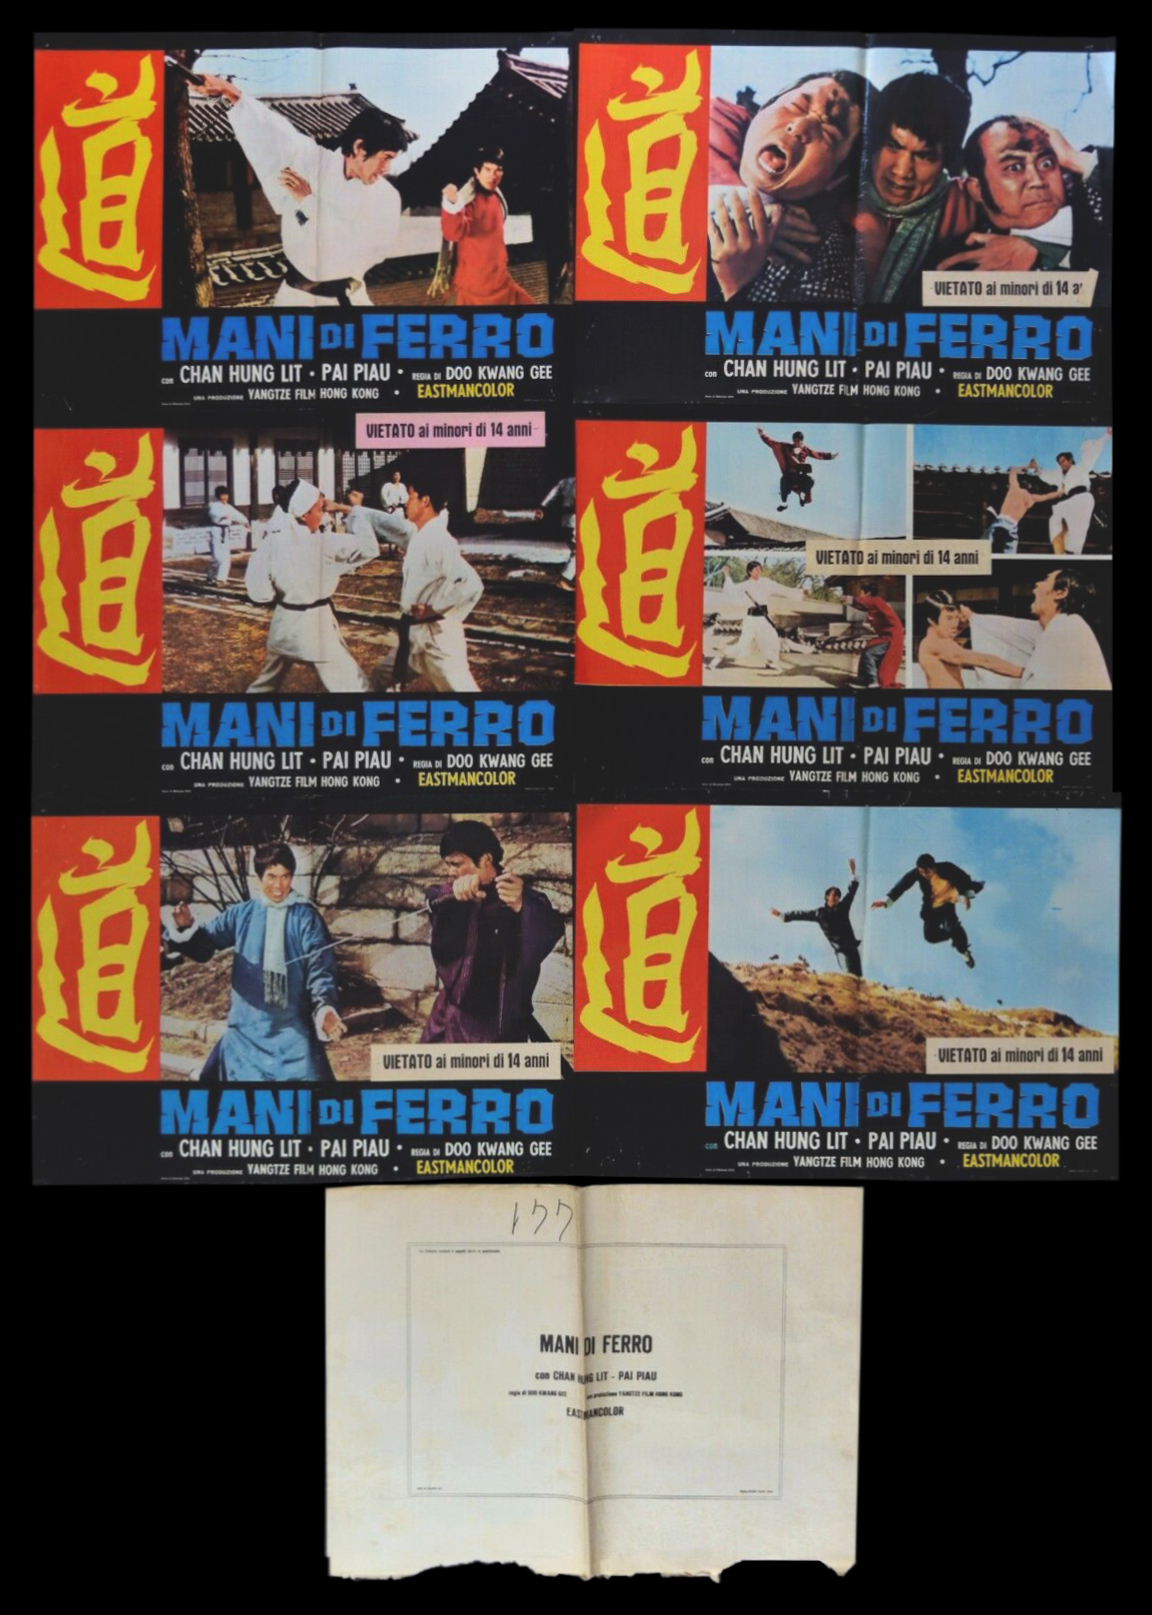 道
MANI DI FERRO
con CHAN HUNG LIT • PAI PIAU • REGIA DI DOO KWANG GEE
UNA PRODUZIONE YANGTZE FILM HONG KONG • EASTMANCOLOR
道
VIETATO ai minori di 14 a
MANI DI FERRO
con CHAN HUNG LIT • PAI PIAU • REGIA DI DOO KWANG GEE
UNA PRODUZIONE YANGTZE FILM HONG KONG • EASTMANCOLOR
道
VIETATO ai minori di 14 anni
MANI DI FERRO
con CHAN HUNG LIT • PAI PIAU • REGIA DI DOO KWANG GEE
UNA PRODUZIONE YANGTZE FILM HONG KONG • EASTMANCOLOR
道
VIETATO ai minori di 14 anni
MANI DI FERRO
con CHAN HUNG LIT • PAI PIAU • REGIA DI DOO KWANG GEE
UNA PRODUZIONE YANGTZE FILM HONG KONG • EASTMANCOLOR
道
VIETATO ai minori di 14 anni
MANI DI FERRO
con CHAN HUNG LIT • PAI PIAU • REGIA DI DOO KWANG GEE
UNA PRODUZIONE YANGTZE FILM HONG KONG • EASTMANCOLOR
道
VIETATO ai minori di 14 anni
MANI DI FERRO
con CHAN HUNG LIT • PAI PIAU • REGIA DI DOO KWANG GEE
UNA PRODUZIONE YANGTZE FILM HONG KONG • EASTMANCOLOR
177
MANI DI FERRO
con CHAN HUNG LIT - PAI PIAU
regia di DOO KWANG GEE una produzione YANGTZE FILM HONG KONG
EASTMANCOLOR